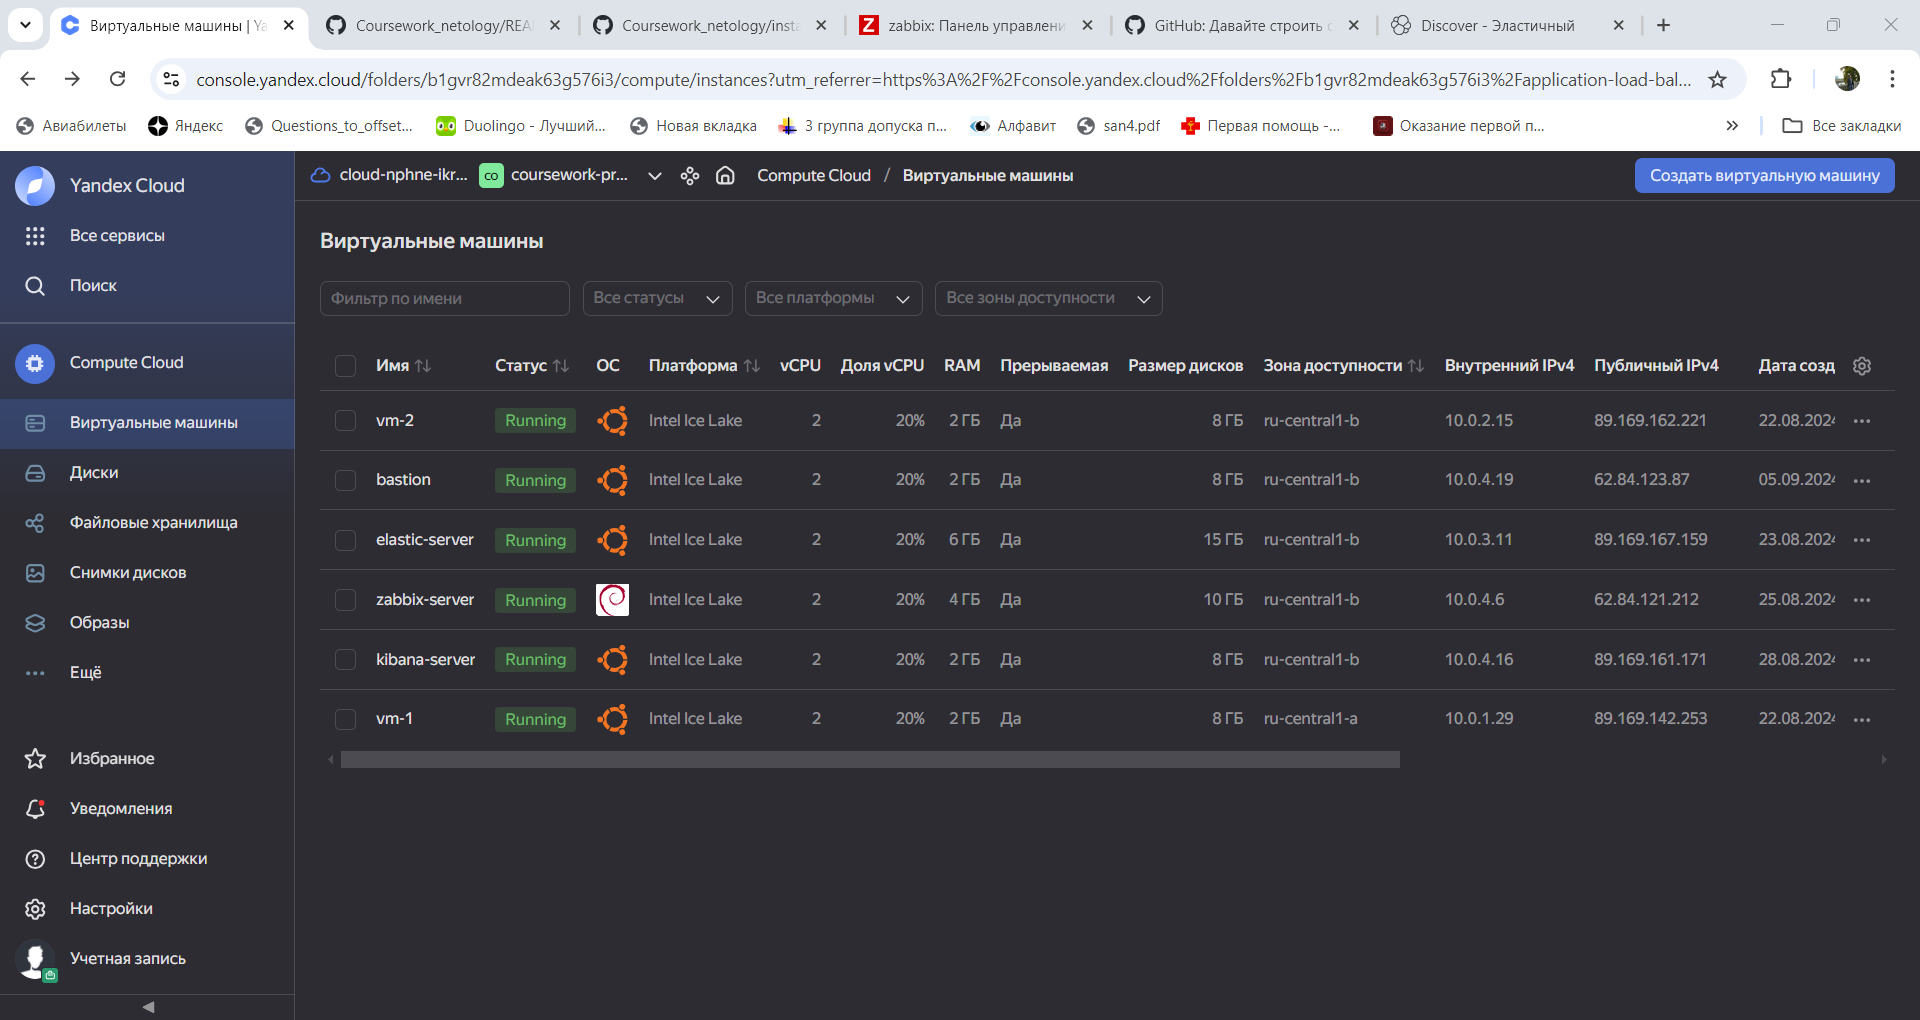 Виртуальные машины | Ya
Coursework_netology/REA
Coursework_netology/insta
zabbix: Панель управлени
GitHub: Давайте строить с
Discover - Эластичный
console.yandex.cloud/folders/b1gvr82mdeak63g576i3/compute/instances?utm_referrer=https%3A%2F%2Fconsole.yandex.cloud%2Ffolders%2Fb1gvr82mdeak63g576i3%2Fapplication-load-bal...
Авиабилеты
Яндекс
Questions_to_offset...
Duolingo - Лучший...
Новая вкладка
3 группа допуска п...
Алфавит
san4.pdf
Первая помощь -...
Оказание первой п...
Все закладки
Yandex Cloud
Все сервисы
Поиск
Compute Cloud
Виртуальные машины
Диски
Файловые хранилища
Снимки дисков
Образы
Ещё
Избранное
Уведомления
Центр поддержки
Настройки
Учетная запись
cloud-nphne-ikr... co coursework-pr... Compute Cloud / Виртуальные машины
Создать виртуальную машину
Виртуальные машины
Фильтр по имени Все статусы Все платформы Все зоны доступности
Имя Статус ОС Платформа vCPU Доля vCPU RAM Прерываемая Размер дисков Зона доступности Внутренний IPv4 Публичный IPv4 Дата созд
vm-2 Running Intel Ice Lake 2 20% 2 ГБ Да 8 ГБ ru-central1-b 10.0.2.15 89.169.162.221 22.08.2024
bastion Running Intel Ice Lake 2 20% 2 ГБ Да 8 ГБ ru-central1-b 10.0.4.19 62.84.123.87 05.09.2024
elastic-server Running Intel Ice Lake 2 20% 6 ГБ Да 15 ГБ ru-central1-b 10.0.3.11 89.169.167.159 23.08.2024
zabbix-server Running Intel Ice Lake 2 20% 4 ГБ Да 10 ГБ ru-central1-b 10.0.4.6 62.84.121.212 25.08.2024
kibana-server Running Intel Ice Lake 2 20% 2 ГБ Да 8 ГБ ru-central1-b 10.0.4.16 89.169.161.171 28.08.2024
vm-1 Running Intel Ice Lake 2 20% 2 ГБ Да 8 ГБ ru-central1-a 10.0.1.29 89.169.142.253 22.08.2024